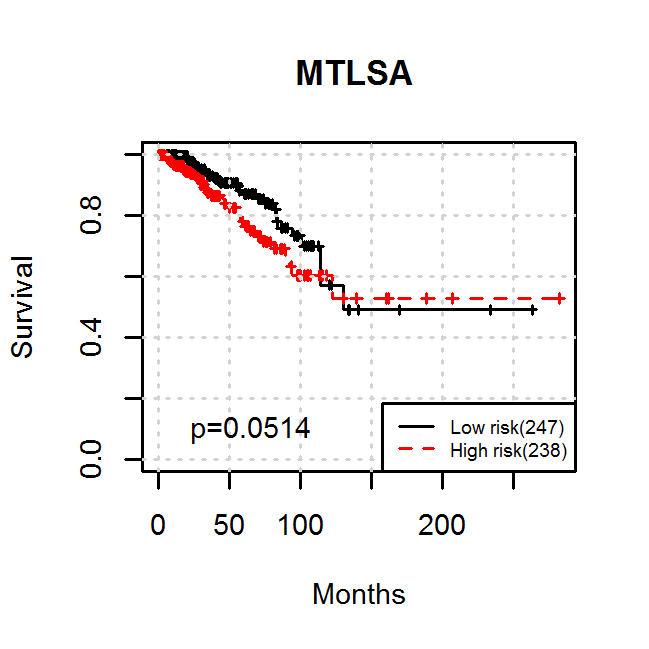 MTLSA
Survival
0.8
0.4
0.0
p=0.0514
Low risk(247)
High risk(238)
0 50 100 200
Months